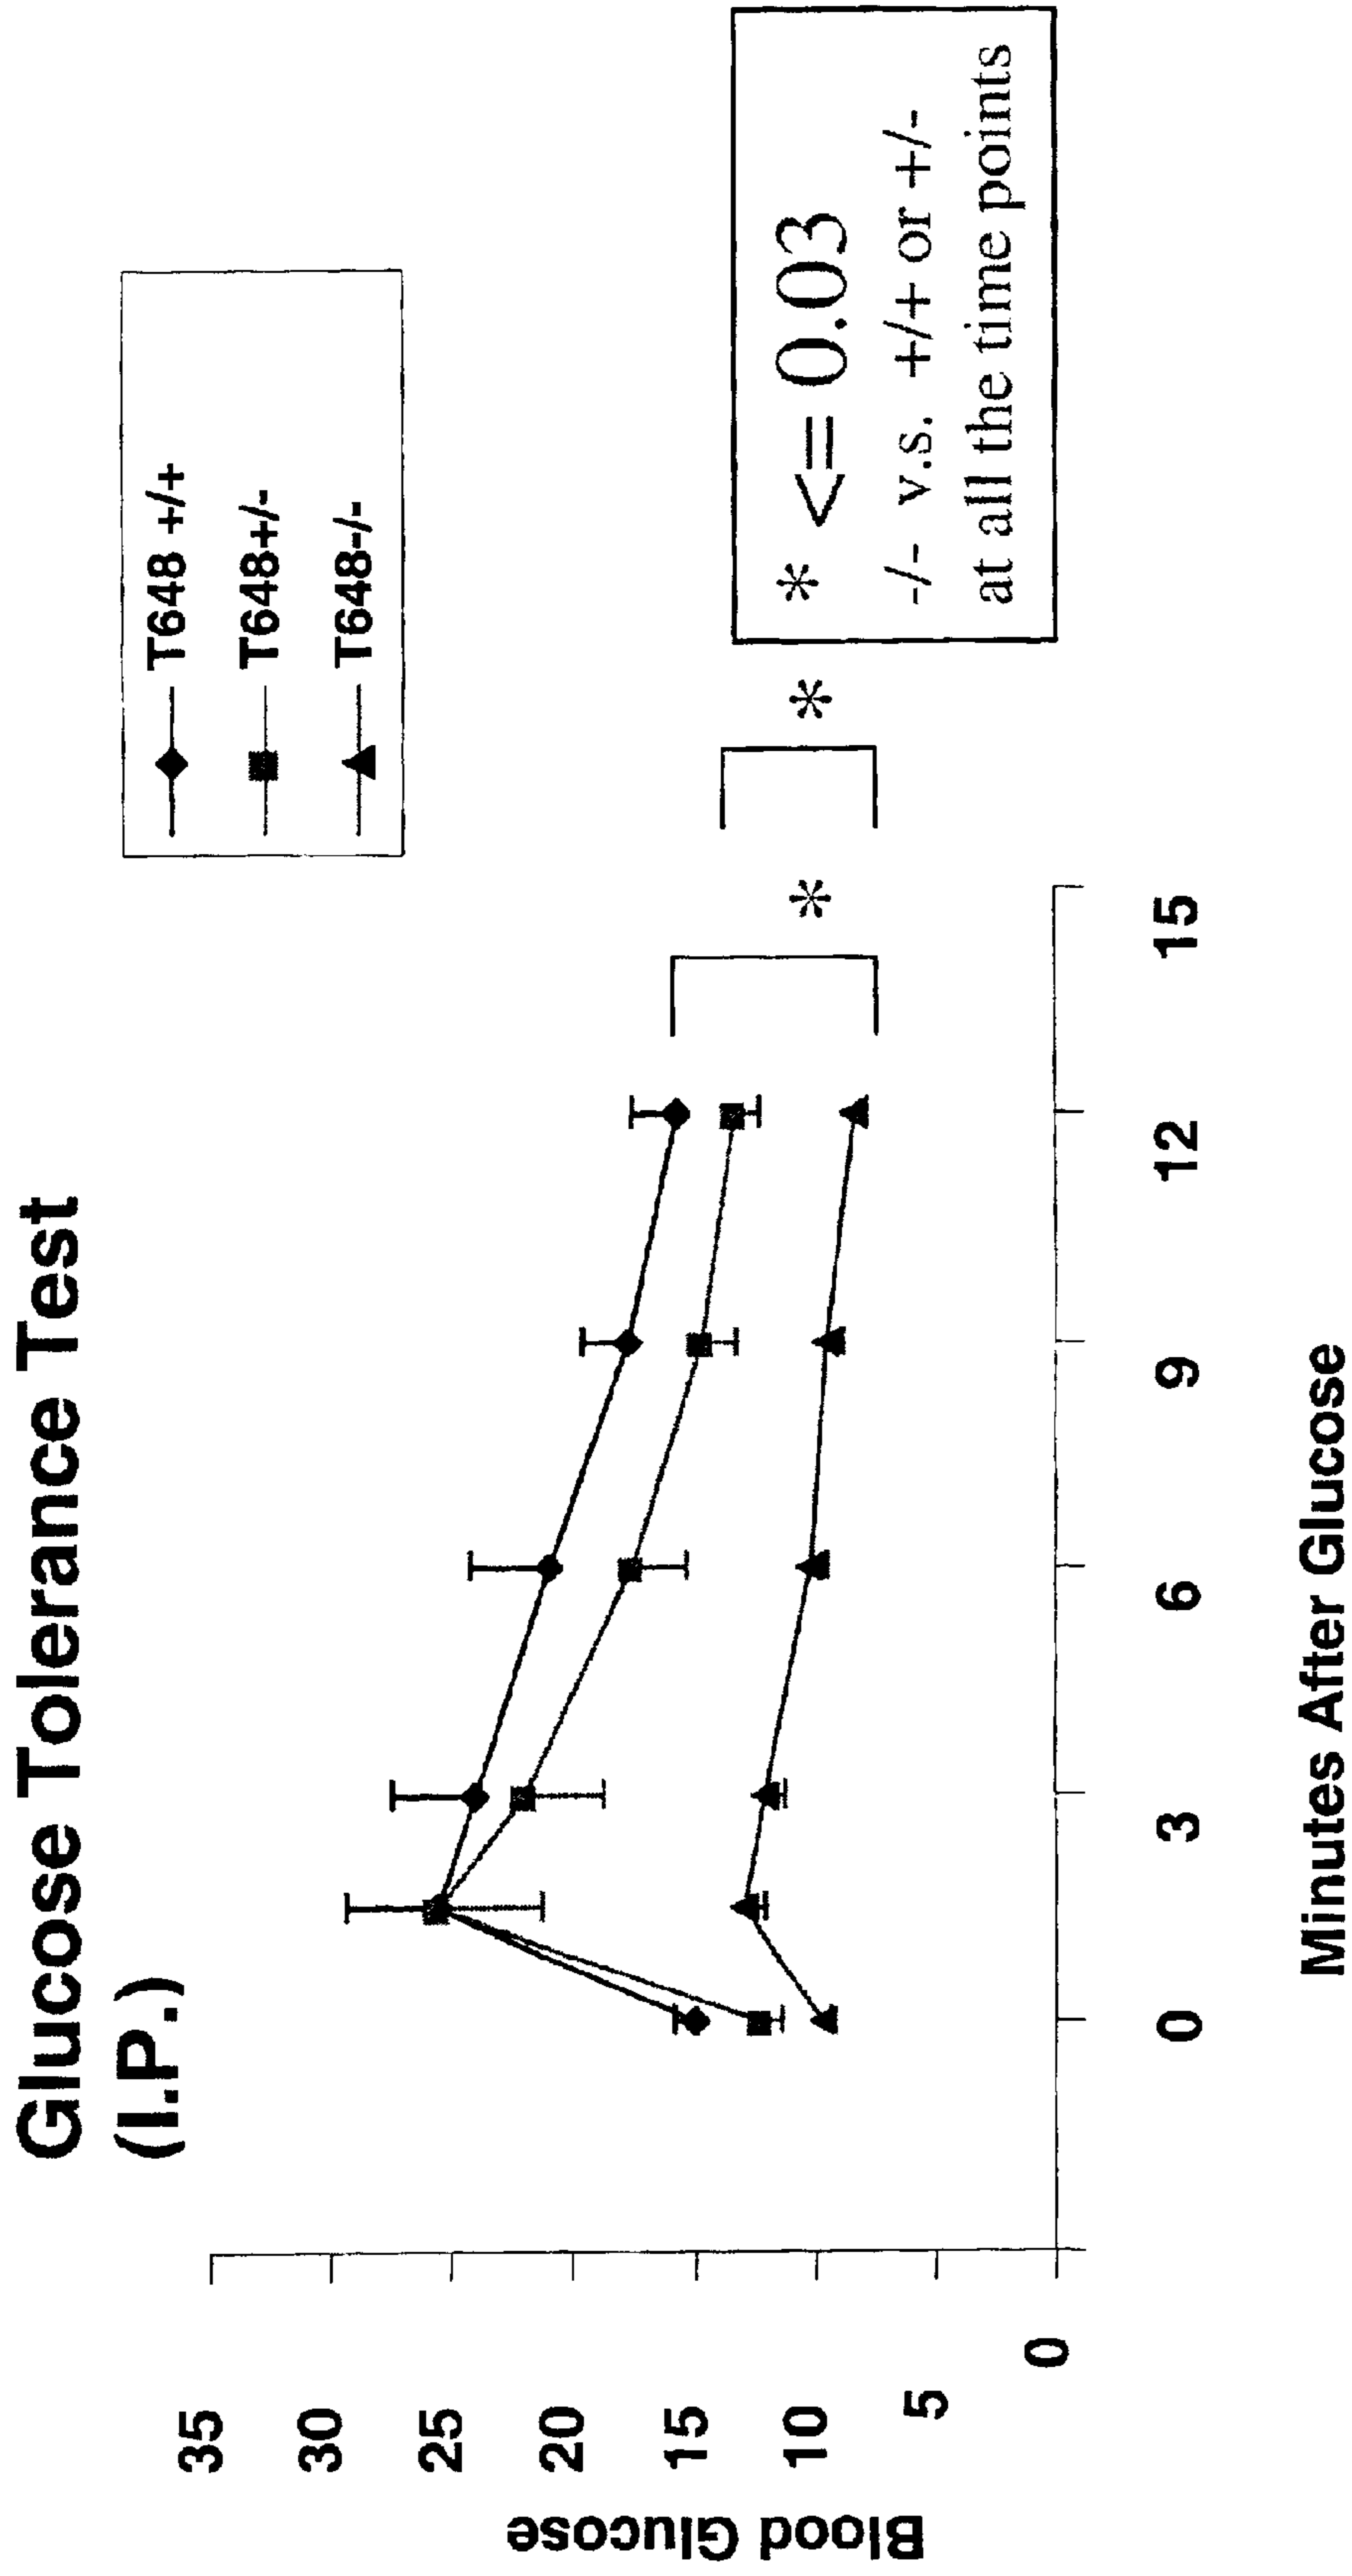 Glucose Tolerance Test
(I.P.)
T648 +/+
T648+/-
T648-/-
35
30
25
20
15
10
5
0
Blood Glucose
0
3
6
9
12
15
Minutes After Glucose
*
*
* <= 0.03
-/- v.s. +/+ or +/-
at all the time points